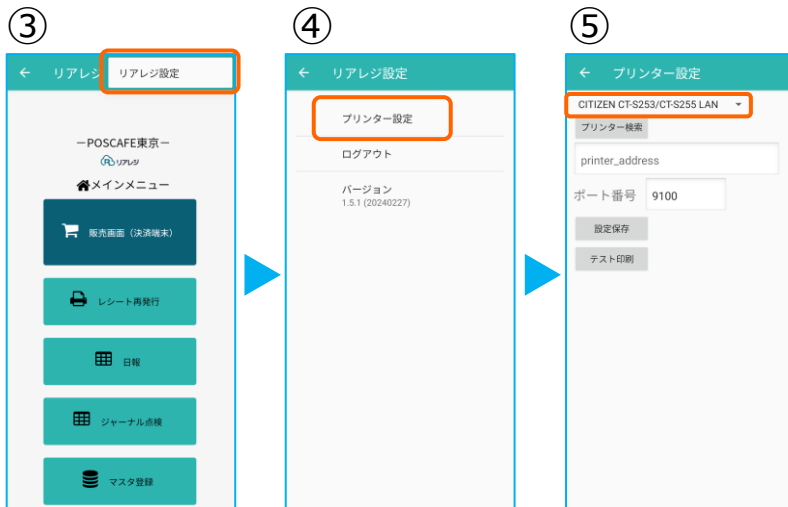 ③
← リアレジ
リアレジ設定
ーPOSCAFE東京ー
R リアレジ
メインメニュー
販売画面（決済端末）
レシート再発行
日報
ジャーナル点検
マスタ登録
④
← リアレジ設定
プリンター設定
ログアウト
バージョン
1.5.1 (20240227)
⑤
← プリンター設定
CITIZEN CT-S253/CT-S255 LAN
プリンター検索
printer_address
ポート番号 9100
設定保存
テスト印刷